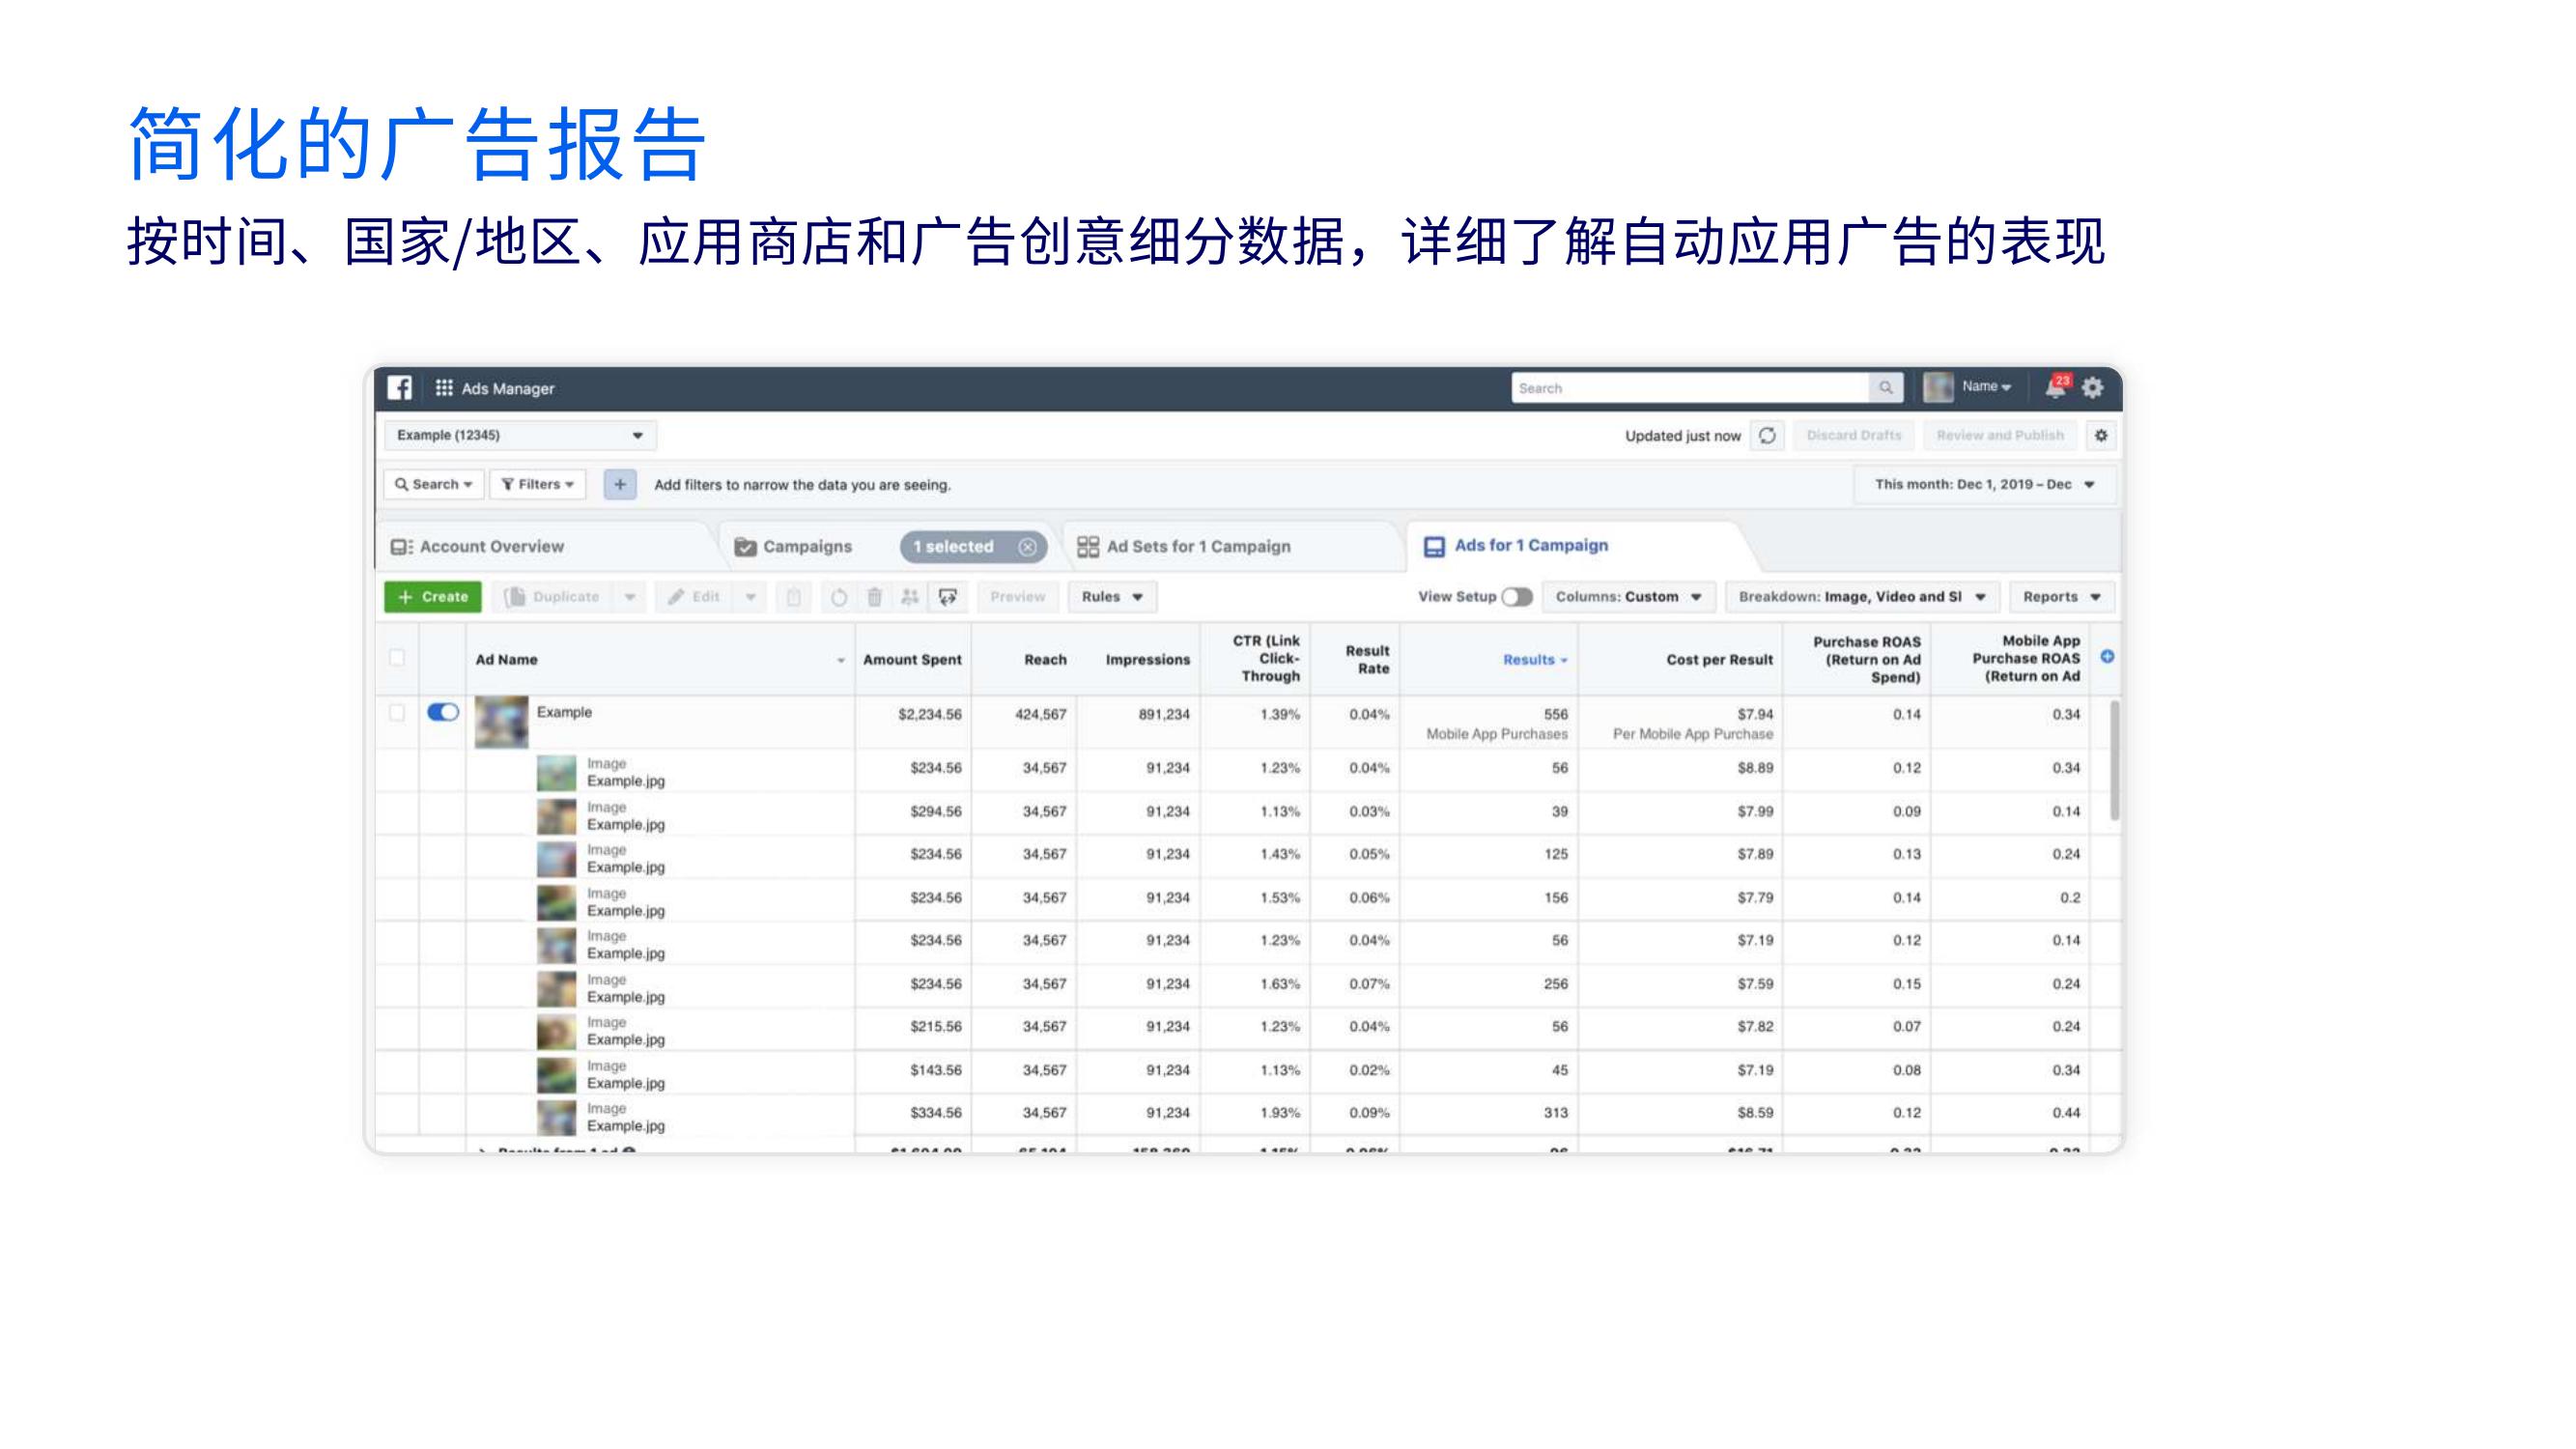 简化的广告报告
按时间、国家/地区、应用商店和广告创意细分数据，详细了解自动应用广告的表现
Ads Manager Search Name 23
Example (12345) Updated just now Discard Drafts Review and Publish
Search Filters + Add filters to narrow the data you are seeing. This month: Dec 1, 2019 – Dec
Account Overview Campaigns 1 selected Ad Sets for 1 Campaign Ads for 1 Campaign
+ Create Duplicate Edit Preview Rules View Setup Columns: Custom Breakdown: Image, Video and Sl Reports
Ad Name Amount Spent Reach Impressions CTR (Link Click-Through Result Rate Results Cost per Result Purchase ROAS (Return on Ad Spend) Mobile App Purchase ROAS (Return on Ad
Example $2,234.56 424,567 891,234 1.39% 0.04% 556 $7.94 0.14 0.34
Mobile App Purchases Per Mobile App Purchase
Image
Example.jpg $234.56 34,567 91,234 1.23% 0.04% 56 $8.89 0.12 0.34
Image
Example.jpg $294.56 34,567 91,234 1.13% 0.03% 39 $7.99 0.09 0.14
Image
Example.jpg $234.56 34,567 91,234 1.43% 0.05% 125 $7.89 0.13 0.24
Image
Example.jpg $234.56 34,567 91,234 1.53% 0.06% 156 $7.79 0.14 0.2
Image
Example.jpg $234.56 34,567 91,234 1.23% 0.04% 56 $7.19 0.12 0.14
Image
Example.jpg $234.56 34,567 91,234 1.63% 0.07% 256 $7.59 0.15 0.24
Image
Example.jpg $215.56 34,567 91,234 1.23% 0.04% 56 $7.82 0.07 0.24
Image
Example.jpg $143.56 34,567 91,234 1.13% 0.02% 45 $7.19 0.08 0.34
Image
Example.jpg $334.56 34,567 91,234 1.93% 0.09% 313 $8.59 0.12 0.44